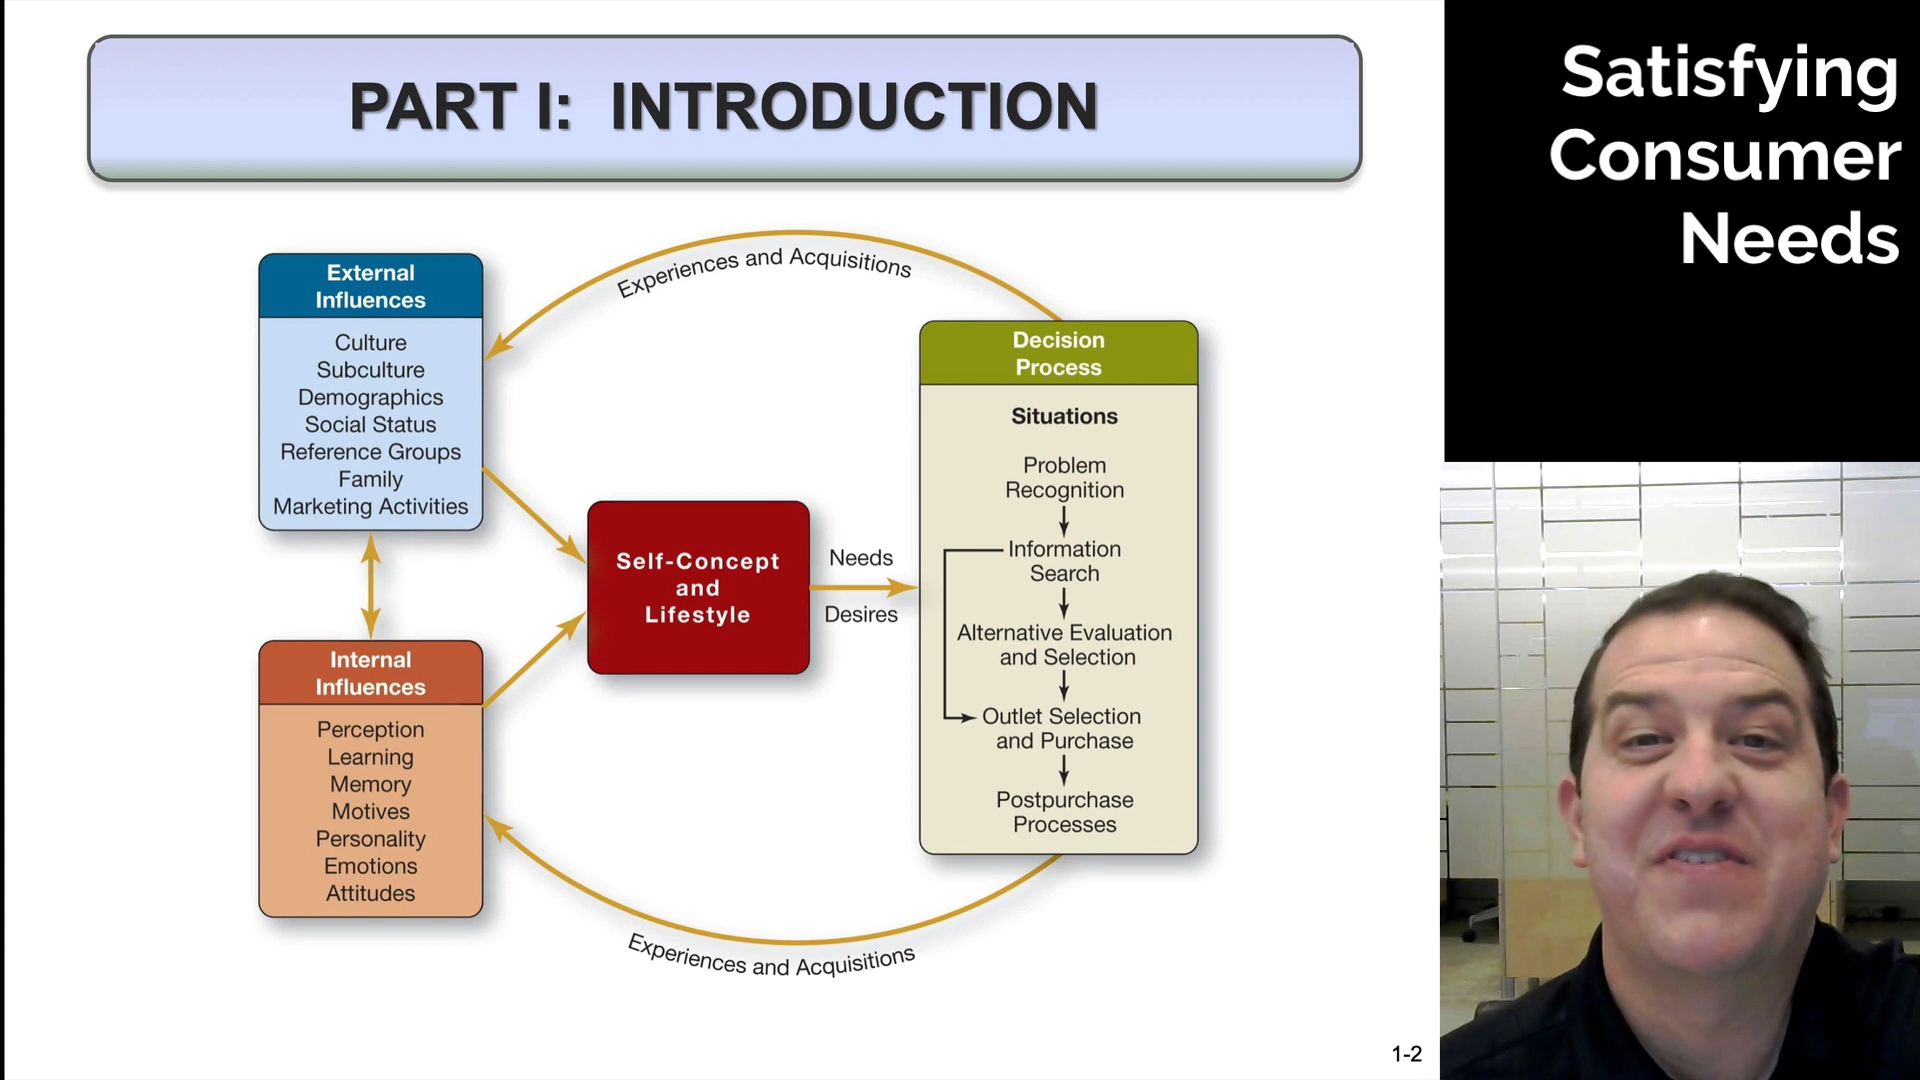 PART I: INTRODUCTION
Satisfying
Consumer
Needs
Experiences and Acquisitions
External
Influences
Culture
Subculture
Demographics
Social Status
Reference Groups
Family
Marketing Activities
Self-Concept
and
Lifestyle
Needs
Desires
Decision
Process
Situations
Problem
Recognition
Information
Search
Alternative Evaluation
and Selection
Outlet Selection
and Purchase
Postpurchase
Processes
Internal
Influences
Perception
Learning
Memory
Motives
Personality
Emotions
Attitudes
Experiences and Acquisitions
1-2